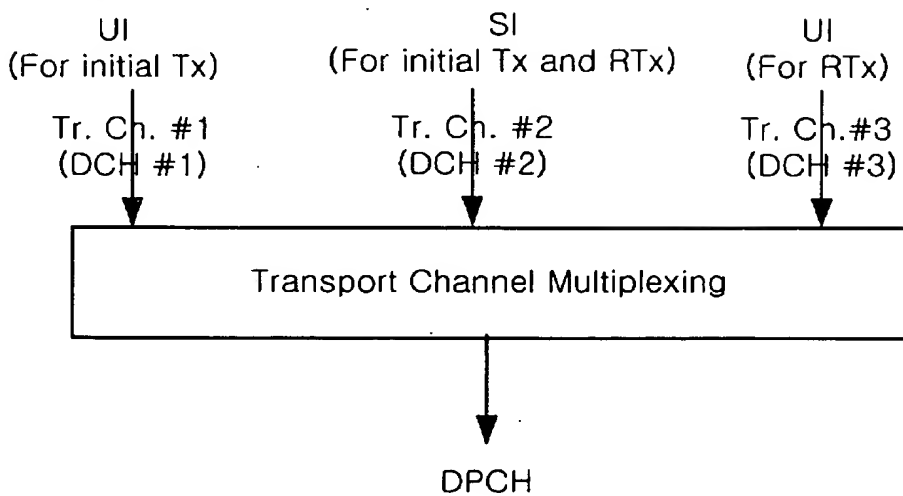 UI
(For initial Tx)
Tr. Ch. #1
(DCH #1)
SI
(For initial Tx and RTx)
Tr. Ch. #2
(DCH #2)
UI
(For RTx)
Tr. Ch.#3
(DCH #3)
Transport Channel Multiplexing
DPCH